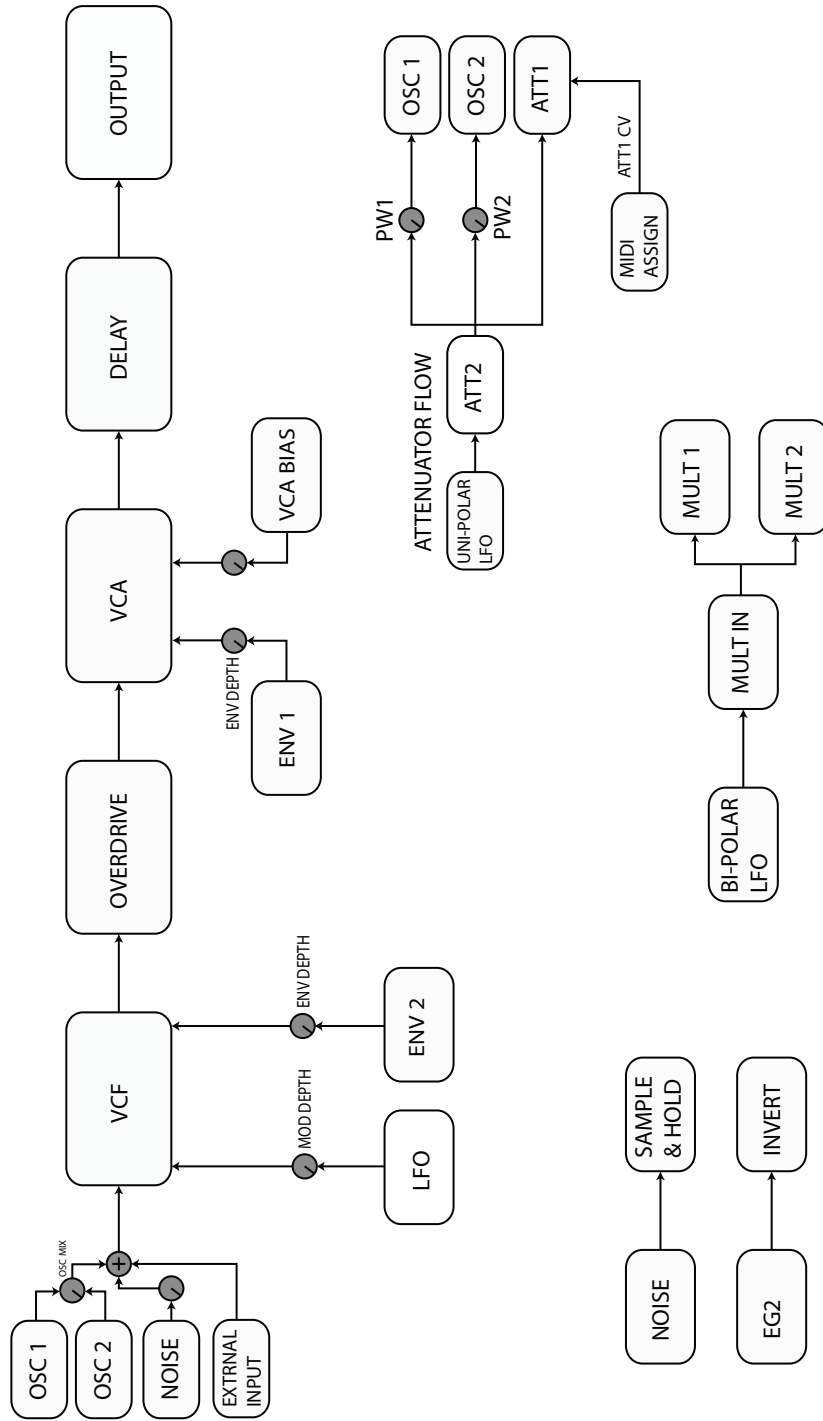 OSC 1
OSC 2
NOISE
EXTRNAL
INPUT
OSC MIX
+
VCF
OVERDRIVE
VCA
DELAY
OUTPUT
MOD DEPTH
LFO
ENV DEPTH
ENV 2
ENV DEPTH
ENV 1
VCA BIAS
ATTENUATOR FLOW
UNI-POLAR
LFO
ATT2
PW1
PW2
OSC 1
OSC 2
ATT1
ATT1 CV
MIDI
ASSIGN
NOISE
SAMPLE
& HOLD
EG2
INVERT
BI-POLAR
LFO
MULT IN
MULT 1
MULT 2